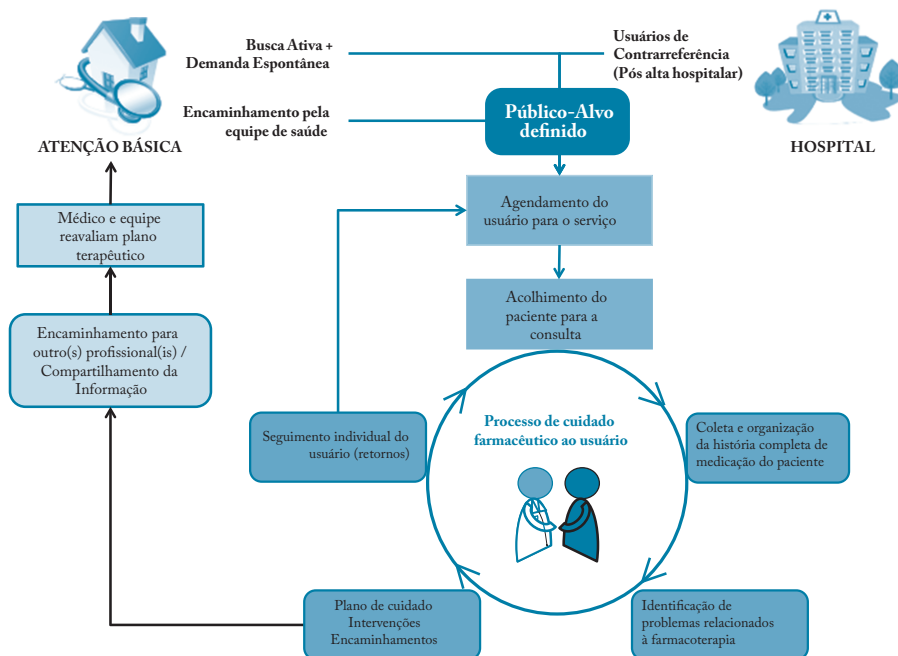 Busca Ativa +
Demanda Espontânea
Usuários de
Contrarreferência
(Pós alta hospitalar)
Encaminhamento pela
equipe de saúde
Público-Alvo
definido
ATENÇÃO BÁSICA
HOSPITAL
Agendamento do
usuário para o serviço
Médico e equipe
reavaliam plano
terapêutico
Acolhimento do
paciente para a
consulta
Encaminhamento para
outro(s) profissional(is) /
Compartilhamento da
Informação
Processo de cuidado
farmacêutico ao usuário
Seguimento individual do
usuário (retornos)
Coleta e organização
da história completa de
medicação do paciente
Plano de cuidado
Intervenções
Encaminhamentos
Identificação de
problemas relacionados
à farmacoterapia